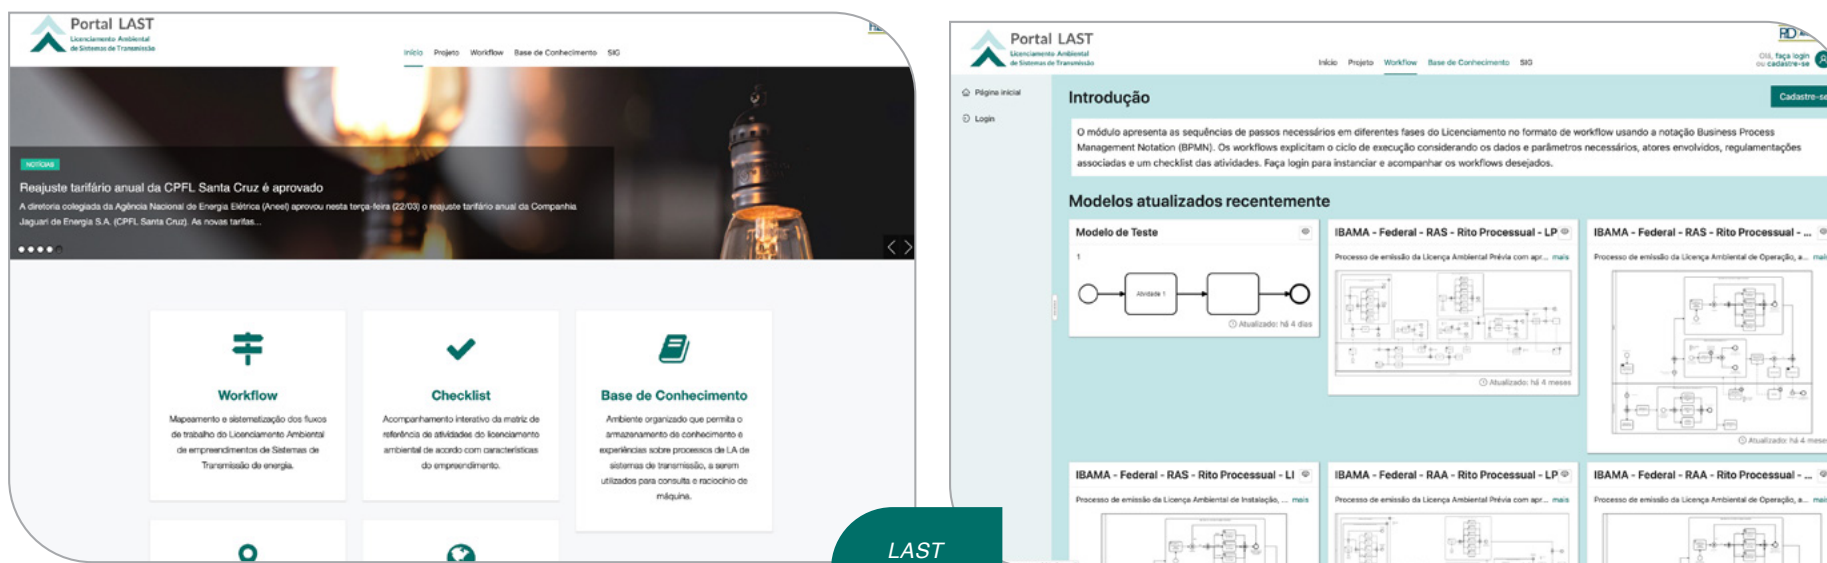 Portal LAST
Licenciamento Ambiental
de Sistemas de Transmissão
Início Projeto Workflow Base de Conhecimento SIG
NOTÍCIAS
Reajuste tarifário anual da CPFL Santa Cruz é aprovado
A diretoria colegiada da Agência Nacional de Energia Elétrica (Aneel) aprovou nesta terça-feira (22/03) o reajuste tarifário anual da Companhia
Jaguari de Energia S.A. (CPFL Santa Cruz). As novas tarifas...
Workflow
Mapeamento e sistematização dos fluxos
de trabalho do Licenciamento Ambiental
de empreendimentos de Sistemas de
Transmissão de energia.
Checklist
Acompanhamento interativo da matriz de
referência de atividades do licenciamento
ambiental de acordo com características
do empreendimento.
Base de Conhecimento
Ambiente organizado que permita o
armazenamento de conhecimento e
experiências sobre processos de LA de
sistemas de transmissão, a serem
utilizados para consulta e raciocínio de
máquina.
LAST
Portal LAST
Licenciamento Ambiental
de Sistemas de Transmissão
Início Projeto Workflow Base de Conhecimento SIG
Olá, faça login
ou cadastre-se
Página inicial
Login
Introdução
Cadastre-se
O módulo apresenta as sequências de passos necessários em diferentes fases do Licenciamento no formato de workflow usando a notação Business Process
Management Notation (BPMN). Os workflows explicitam o ciclo de execução considerando os dados e parâmetros necessários, atores envolvidos, regulamentações
associadas e um checklist das atividades. Faça login para instanciar e acompanhar os workflows desejados.
Modelos atualizados recentemente
Modelo de Teste
1
Atividade 1
Atualizado: há 4 dias
IBAMA - Federal - RAS - Rito Processual - LP
Processo de emissão da Licença Ambiental Prévia com apr... mais
Atualizado: há 4 meses
IBAMA - Federal - RAS - Rito Processual - ...
Processo de emissão da Licença Ambiental de Operação, a... mais
Atualizado: há 4 meses
IBAMA - Federal - RAS - Rito Processual - LI
Processo de emissão da Licença Ambiental de Instalação, ... mais
IBAMA - Federal - RAA - Rito Processual - LP
Processo de emissão da Licença Ambiental Prévia com apr... mais
IBAMA - Federal - RAA - Rito Processual - ...
Processo de emissão da Licença Ambiental de Operação, a... mais